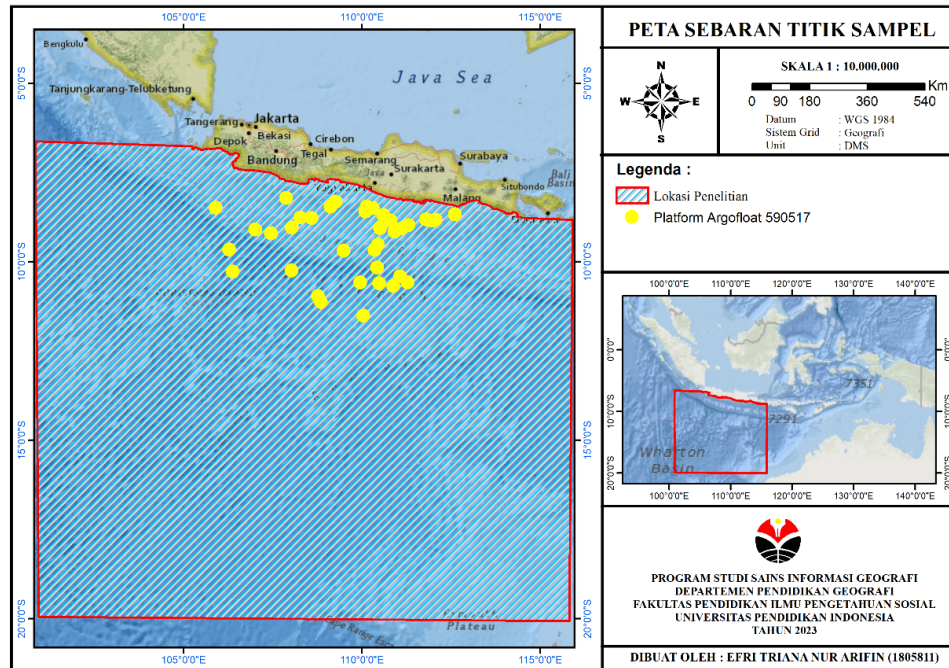 105°0'0"E 110°0'0"E 115°0'0"E
5°0'0"S
10°0'0"S
15°0'0"S
20°0'0"S
Bengkulu
Java Sea
Tanjungkarang-Telubketung
Tangerang
Jakarta
Depok
Bekasi
Cirebon
Bandung
Tegal
Semarang
Surabaya
Java
Surakarta
Malang
Situbondo
Bali
Basin
Plateau
5°0'0"S
10°0'0"S
15°0'0"S
20°0'0"S
105°0'0"E 110°0'0"E 115°0'0"E
PETA SEBARAN TITIK SAMPEL
N
W E
S
SKALA 1 : 10.000.000
0 90 180 360 540 Km
Datum : WGS 1984
Sistem Grid : Geografi
Unit : DMS
Legenda :
Lokasi Penelitian
Platform Argofloat 590517
100°0'0"E 120°0'0"E 130°0'0"E 140°0'0"E
0°0'0"
10°0'0"S
20°0'0"S
7351
7291
Wharton
Basin
0°0'0"
10°0'0"S
20°0'0"S
100°0'0"E 120°0'0"E 130°0'0"E 140°0'0"E
PROGRAM STUDI SAINS INFORMASI GEOGRAFI
DEPARTEMEN PENDIDIKAN GEOGRAFI
FAKULTAS PENDIDIKAN ILMU PENGETAHUAN SOSIAL
UNIVERSITAS PENDIDIKAN INDONESIA
TAHUN 2023
DIBUAT OLEH : EFRI TRIANA NUR ARIFIN (1805811)